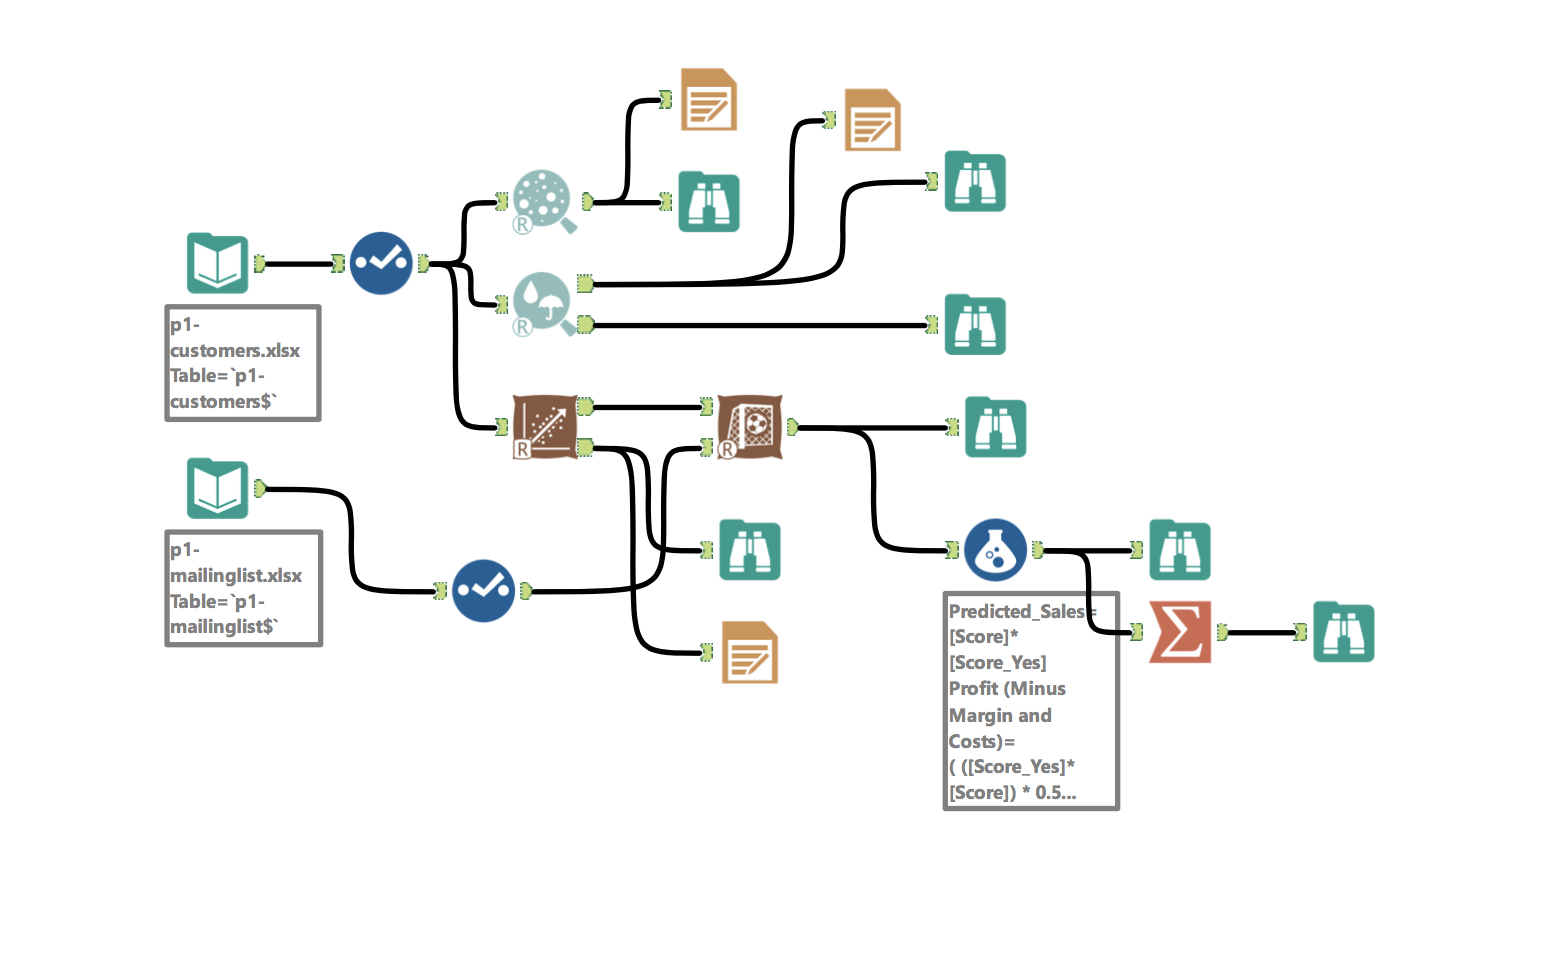 R
R
p1-
customers.xlsx
Table=`p1-
customers$`
R
R
p1-
mailinglist.xlsx
Table=`p1-
mailinglist$`
Predicted_Sales=
[Score]*
[Score_Yes]
Profit (Minus
Margin and
Costs)=
( ([Score_Yes]*
[Score]) * 0.5...